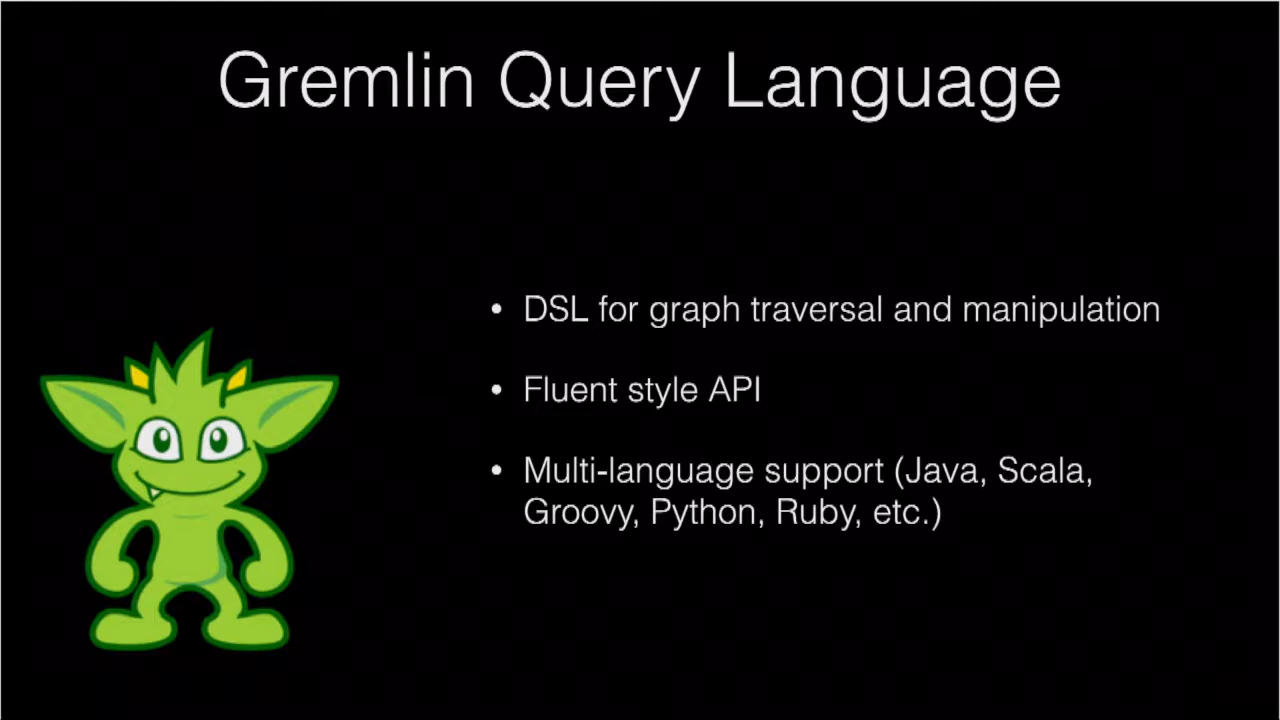 Gremlin Query Language
• DSL for graph traversal and manipulation
• Fluent style API
• Multi-language support (Java, Scala,
Groovy, Python, Ruby, etc.)